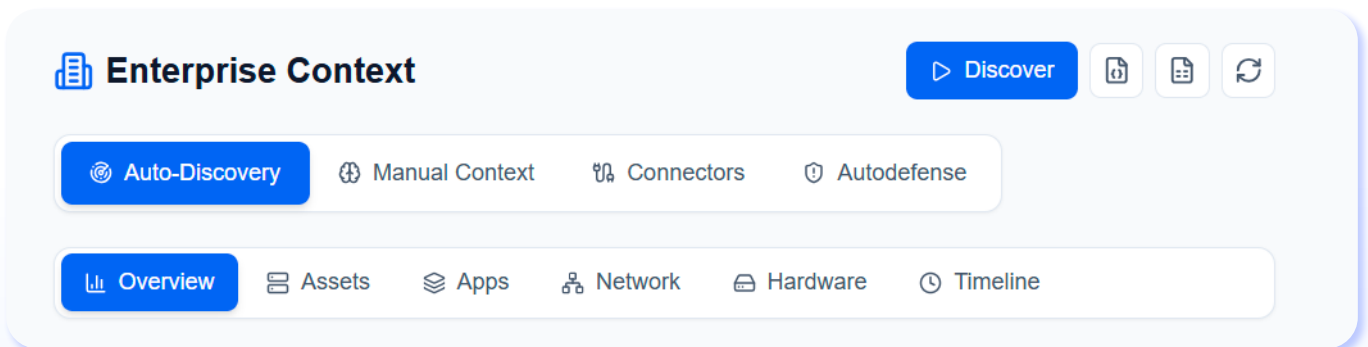 Enterprise Context
Discover
Auto-Discovery Manual Context Connectors Autodefense
Overview Assets Apps Network Hardware Timeline